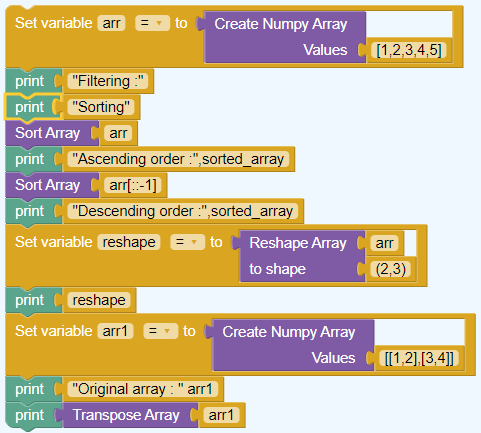 Set variable arr = to Create Numpy Array
Values [1,2,3,4,5]
print "Filtering :"
print "Sorting"
Sort Array arr
print "Ascending order :",sorted_array
Sort Array arr[::-1]
print "Descending order :",sorted_array
Set variable reshape = to Reshape Array arr
to shape (2,3)
print reshape
Set variable arr1 = to Create Numpy Array
Values [[1,2],[3,4]]
print "Original array : " arr1
print Transpose Array arr1